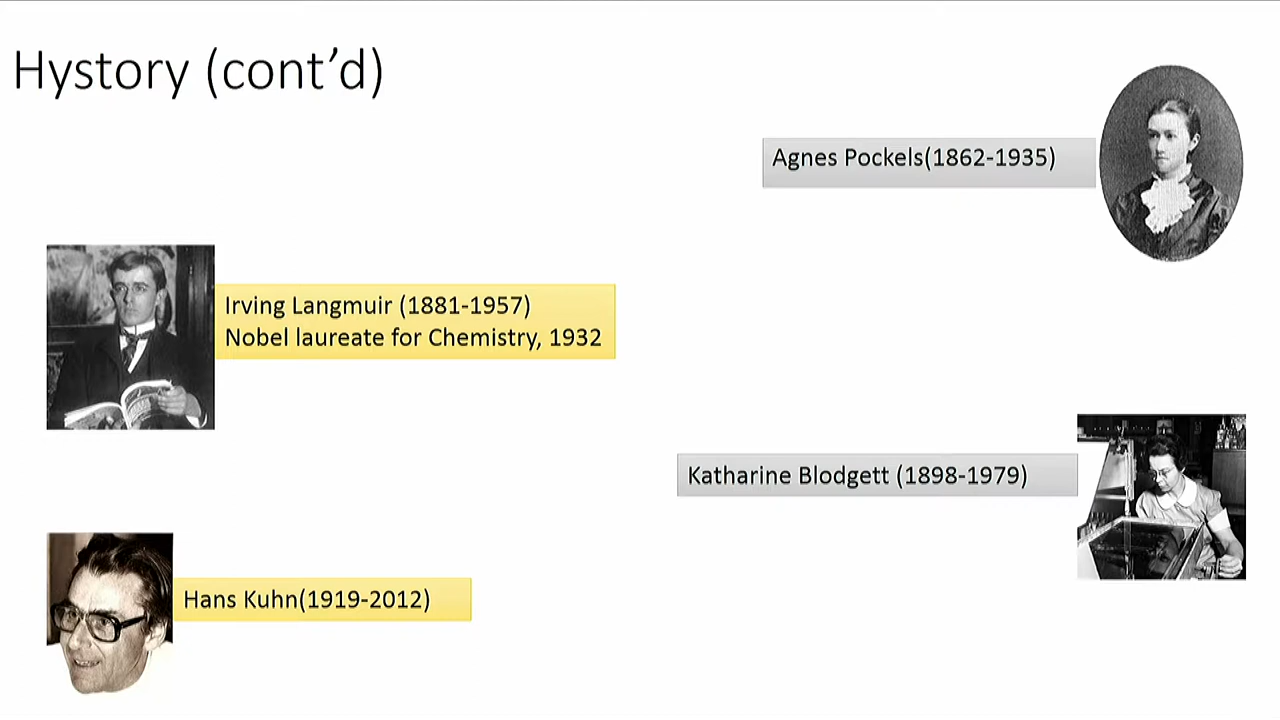 Hystory (cont’d)
Agnes Pockels(1862-1935)
Irving Langmuir (1881-1957)
Nobel laureate for Chemistry, 1932
Katharine Blodgett (1898-1979)
Hans Kuhn(1919-2012)